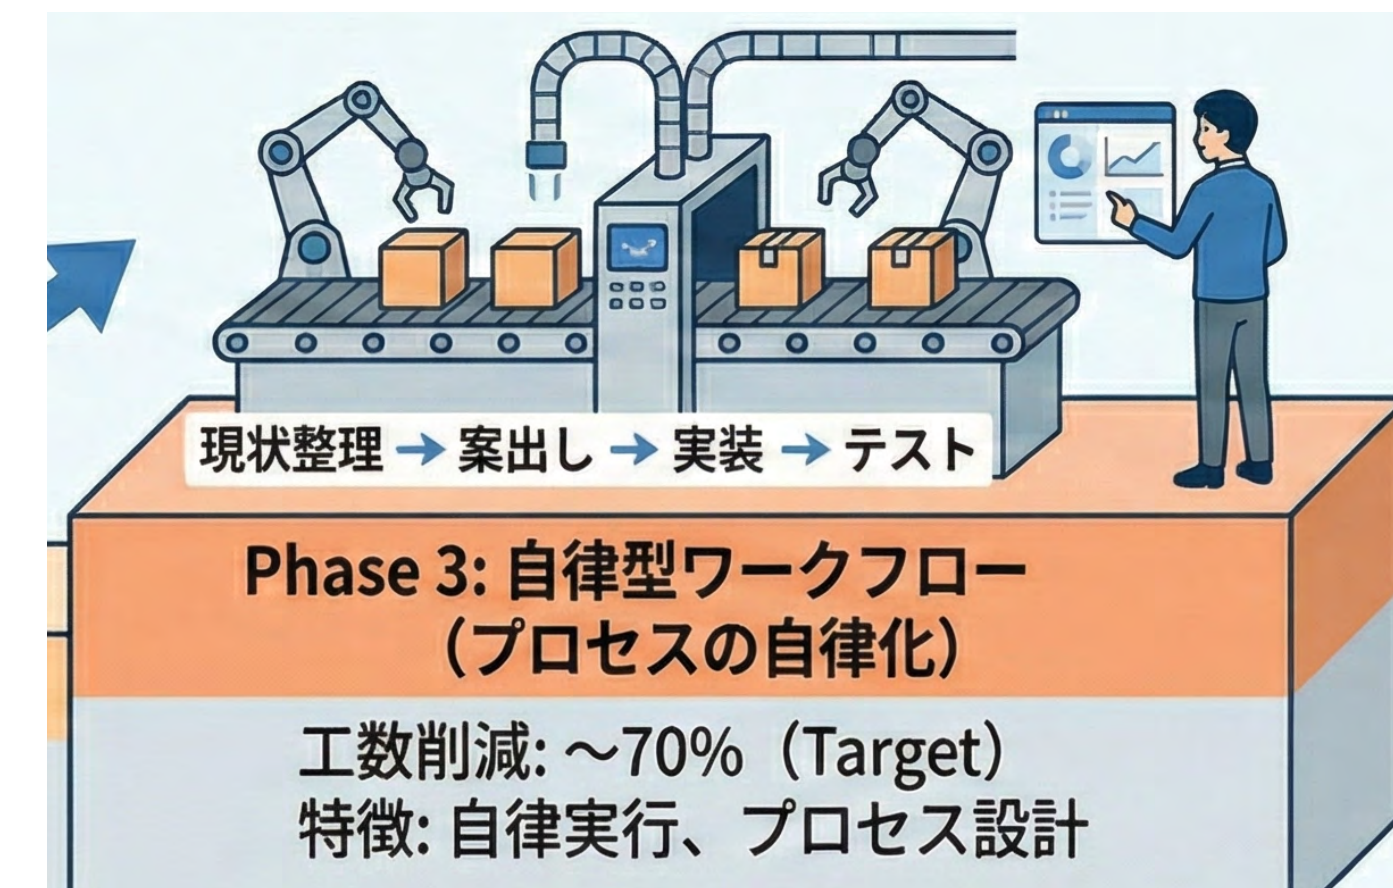 現状整理 → 案出し → 実装 → テスト
Phase 3: 自律型ワークフロー
（プロセスの自律化）
工数削減: ～70%（Target）
特徴: 自律実行、プロセス設計